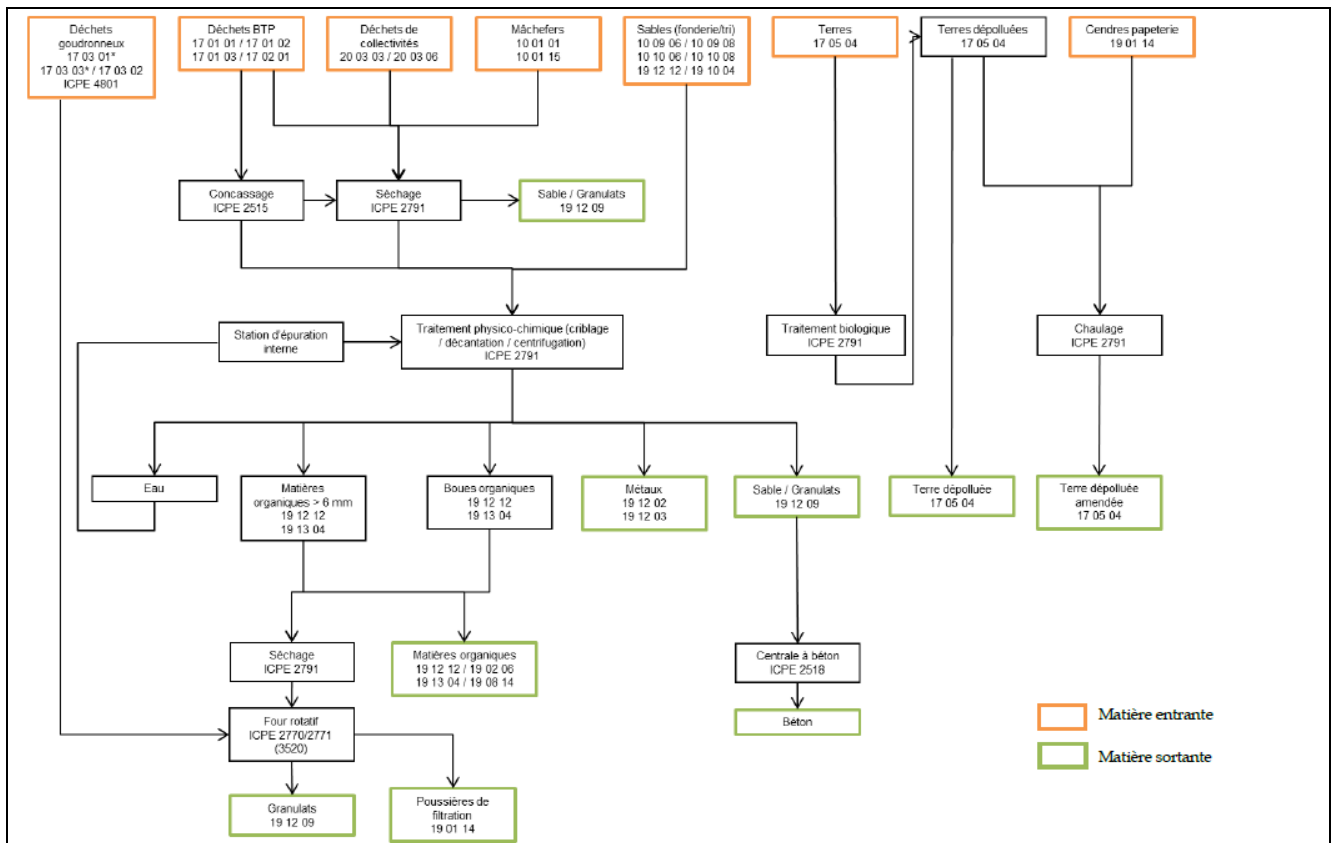 Déchets
goudronneux
17 03 01*
17 03 03* / 17 03 02
ICPE 4801
Déchets BTP
17 01 01 / 17 01 02
17 01 03 / 17 02 01
Déchets de
collectivités
20 03 03 / 20 03 06
Mâchefers
10 01 01
10 01 15
Sables (fonderie/tri)
10 09 06 / 10 09 08
10 10 06 / 10 10 08
19 12 12 / 19 10 04
Terres
17 05 04
Terres dépolluées
17 05 04
Cendres papeterie
19 01 14
Concassage
ICPE 2515
Séchage
ICPE 2791
Sable / Granulats
19 12 09
Station d'épuration
interne
Traitement physico-chimique (criblage
/ décantation / centrifugation)
ICPE 2791
Traitement biologique
ICPE 2791
Chaulage
ICPE 2791
Eau
Matières
organiques > 6 mm
19 12 12
19 13 04
Boues organiques
19 12 12
19 13 04
Métaux
19 12 02
19 12 03
Sable / Granulats
19 12 09
Terre dépolluée
17 05 04
Terre dépolluée
amendée
17 05 04
Séchage
ICPE 2791
Matières organiques
19 12 12 / 19 02 06
19 13 04 / 19 08 14
Centrale à béton
ICPE 2518
Four rotatif
ICPE 2770/2771
(3520)
Béton
Matière entrante
Matière sortante
Granulats
19 12 09
Poussières de
filtration
19 01 14